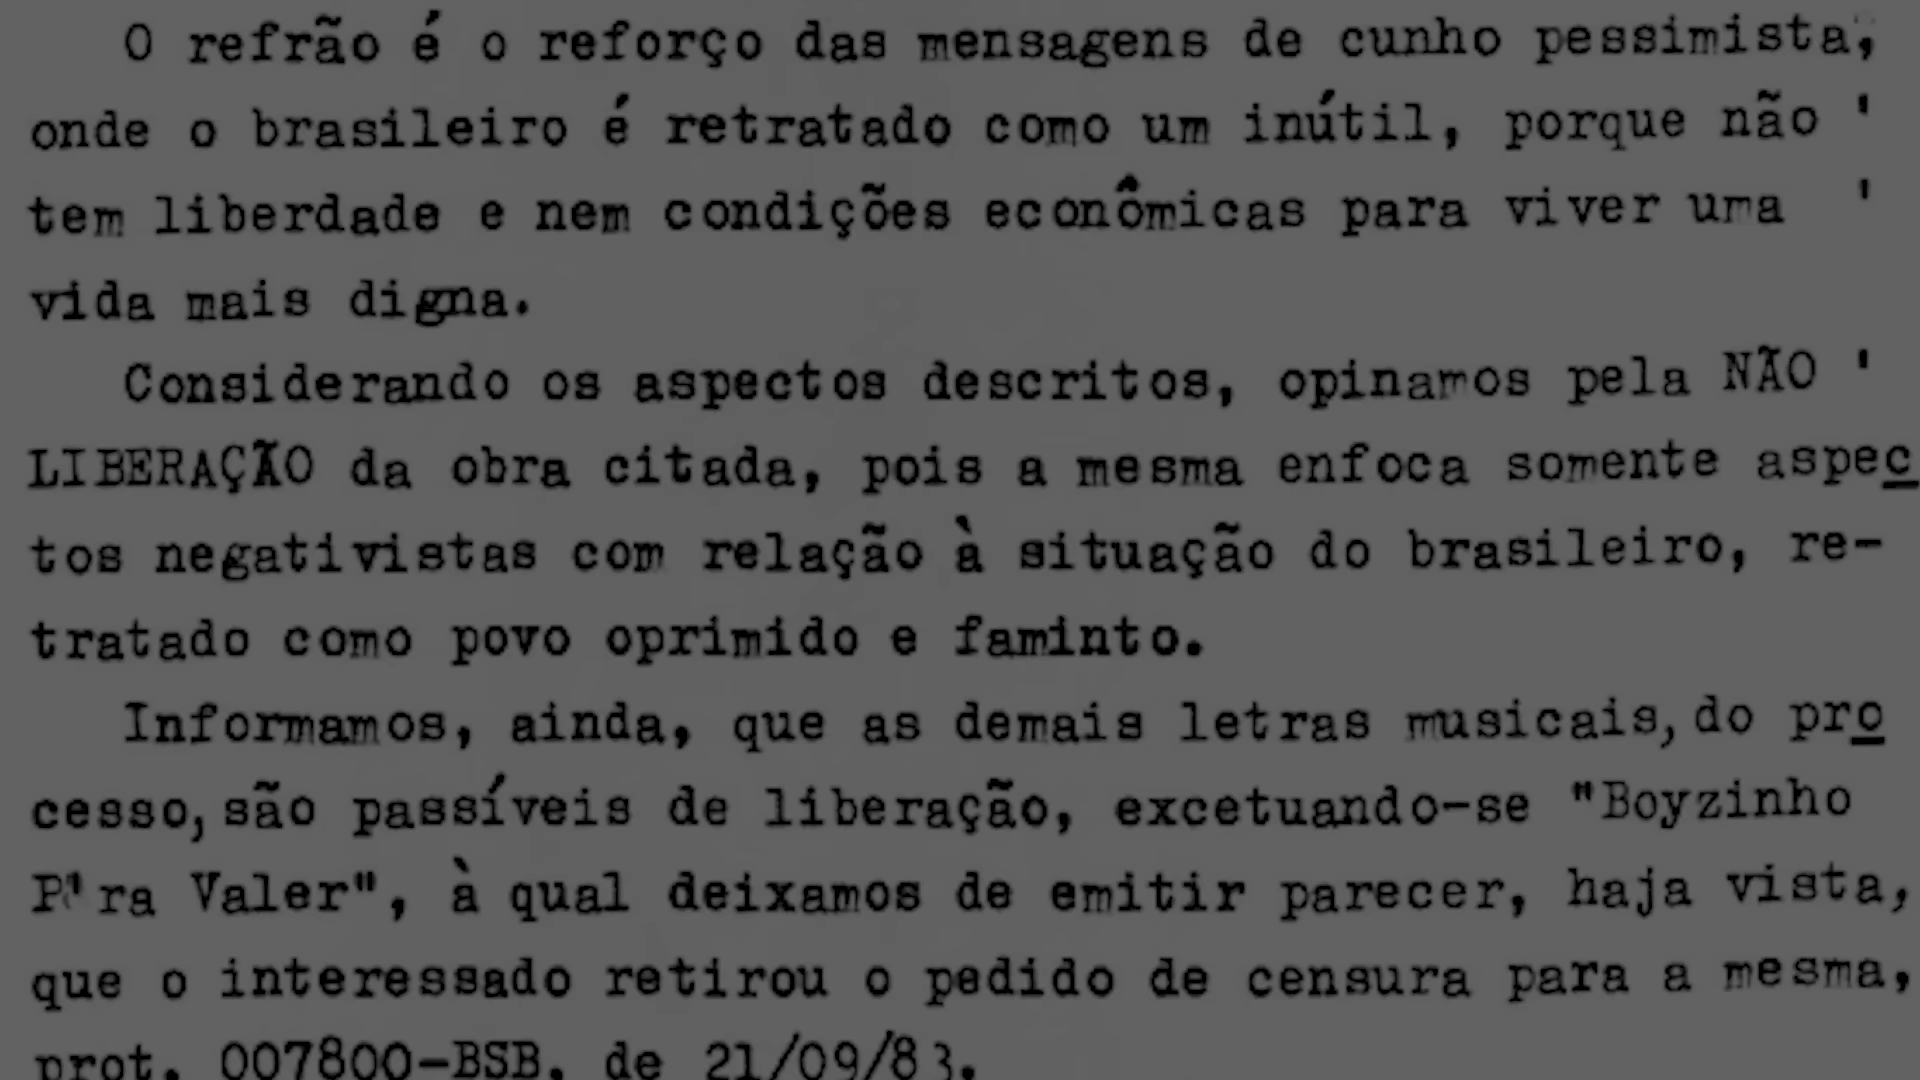 O refrão é o reforço das mensagens de cunho pessimista,
onde o brasileiro é retratado como um inútil, porque não '
tem liberdade e nem condições econômicas para viver uma '
vida mais digna.
Considerando os aspectos descritos, opinamos pela NÃO '
LIBERAÇÃO da obra citada, pois a mesma enfoca somente aspec
tos negativistas com relação à situação do brasileiro, re-
tratado como povo oprimido e faminto.
Informamos, ainda, que as demais letras musicais, do pro
cesso, são passíveis de liberação, excetuando-se "Boyzinho
P'ra Valer", à qual deixamos de emitir parecer, haja vista,
que o interessado retirou o pedido de censura para a mesma,
prot. 007800-BSB, de 21/09/83.